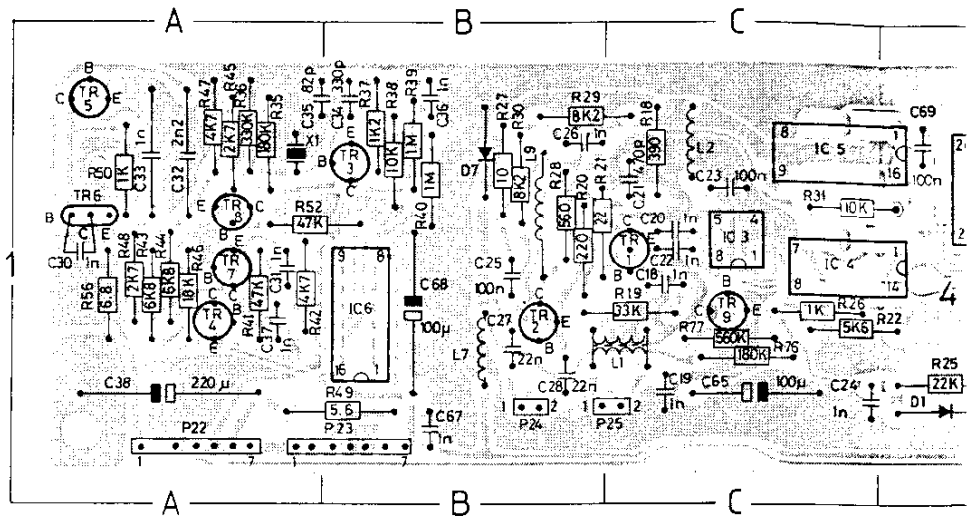 A B C
1
B
C TR 5 E
R47
4K7
R45
2K7
R36
330K
R35
180K
C35 82p
C34 330p
R37
1K2
R38
10K
R39
1M
C36 1n
R27
10
R30
8K2
R29
8K2
C26 1,5
R18
390
L2
C69
100n
8 1
IC 5
9 16
R50
1K
C33 1n
C32 2n2
X1
E
B TR 3
C
1M
R40
D7
L9
R28
560
R20
220
R21
22
C21 470p
C23 100n
R31
10K
TR6
B C E
C30 1n
E TR 8 C
B
R52
47K
C20 1n
C22 1n
C18 1n
C
TR 1
B
5 4
IC 3
8 1
7 1
IC 4
8 14
4
R56
6.8
R48
2K7
R43
6K8
R44
6K8
R46
18K
C
TR 7 E
B
B
TR 4 C
E
R41
47K
C31 1n
C37 1n
R42
4K7
9 8
IC6
16 1
C68
100µ
C25
100n
C27
22n
L7
C
TR 2 E
B
R19
33K
L1
C28 22n
B
C TR 9 E
R77
560K
180K
R76
1K
R26
5K6
R22
C38 220 µ
R49
5.6
C67
1n
C19
1n
C65 100µ
C24
1n
R25
22K
D1
P22
1 7
P23
1 7
1 2
P24
1 2
P25
A B C